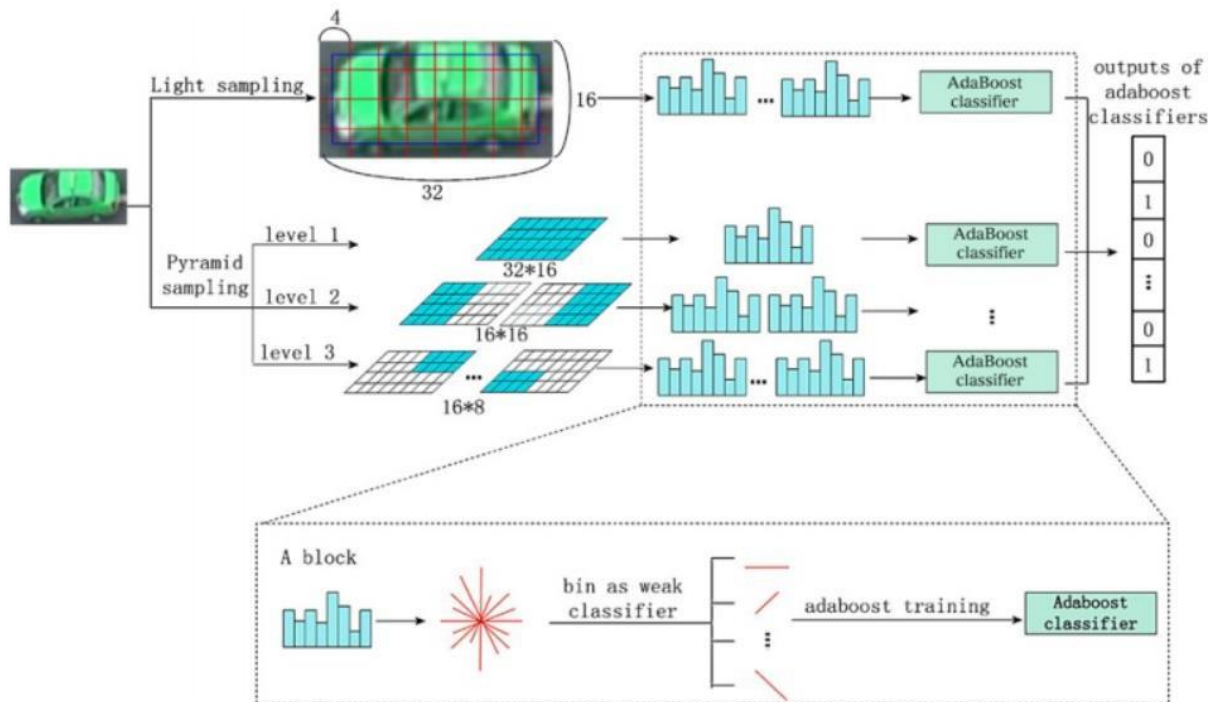 4
Light sampling
16
32
AdaBoost
classifier
outputs of
adaboost
classifiers
0
1
0
0
1
Pyramid
sampling
level 1
32*16
AdaBoost
classifier
level 2
16*16
level 3
16*8
AdaBoost
classifier
A block
bin as weak
classifier
adaboost training
Adaboost
classifier